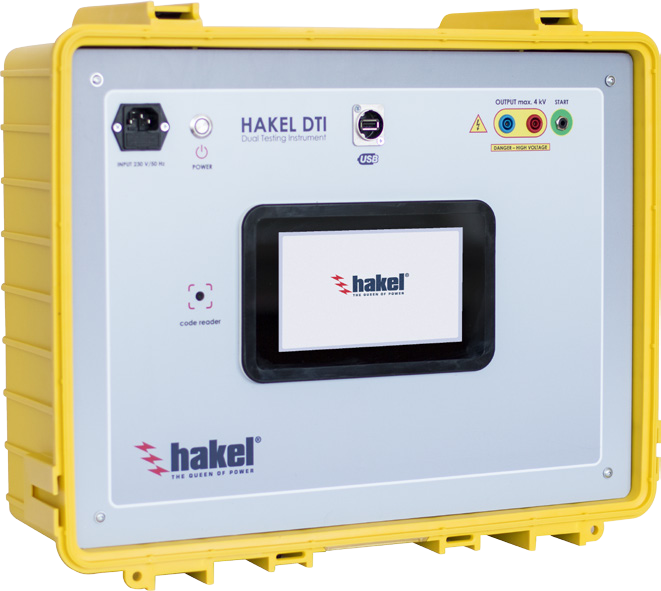 HAKEL DTI
Dual Testing Instrument
INPUT 230 V/50 Hz
POWER
USB
OUTPUT max. 4 kV
START
DANGER - HIGH VOLTAGE
code reader
hakel®
THE QUEEN OF POWER
hakel®
THE QUEEN OF POWER